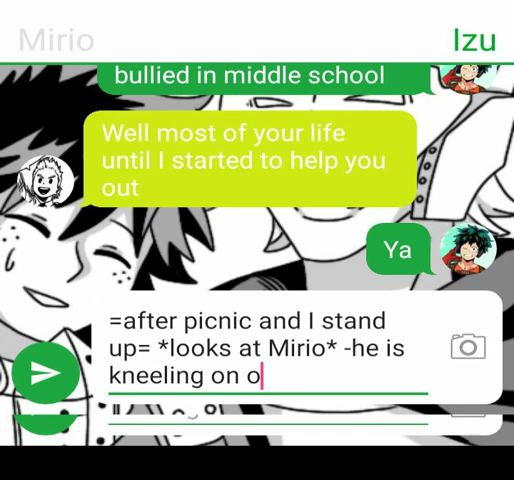 Mirio
Izu
bullied in middle school
Well most of your life
until I started to help you
out
Ya
=after picnic and I stand
up= *looks at Mirio* -he is
kneeling on o